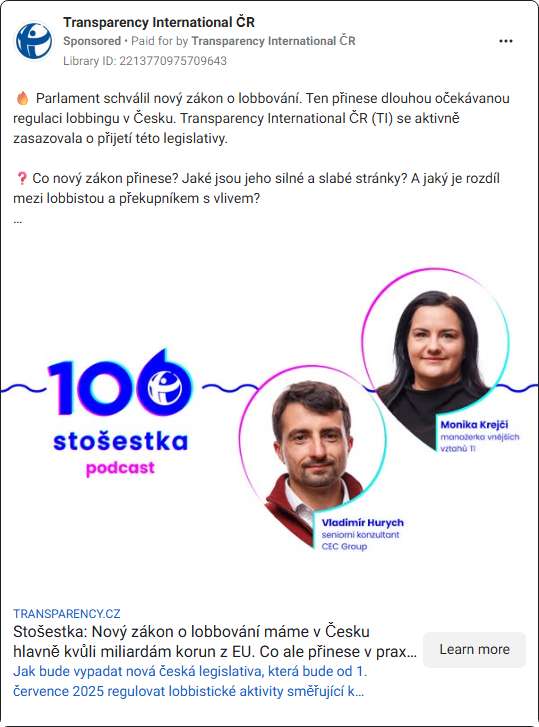 Transparency International ČR
Sponsored • Paid for by Transparency International ČR
Library ID: 2213770975709643
🔥 Parlament schválil nový zákon o lobbování. Ten přinese dlouhou očekávanou
regulaci lobbingu v Česku. Transparency International ČR (TI) se aktivně
zasazovala o přijetí této legislativy.
❓ Co nový zákon přinese? Jaké jsou jeho silné a slabé stránky? A jaký je rozdíl
mezi lobbistou a překupníkem s vlivem?
...
106
stošestka
podcast
Monika Krejčí
manažerka vnějších
vztahů TI
Vladimír Hurych
seniorní konzultant
CEC Group
TRANSPARENCY.CZ
Stošestka: Nový zákon o lobbování máme v Česku
hlavně kvůli miliardám korun z EU. Co ale přinese v prax...
Learn more
Jak bude vypadat nová česká legislativa, která bude od 1.
července 2025 regulovat lobbistické aktivity směřující k...